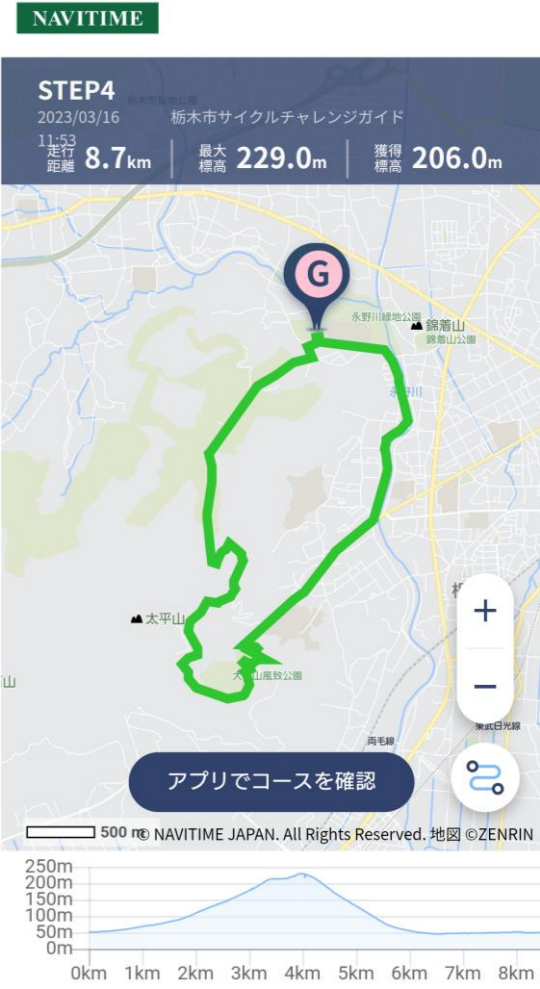 NAVITIME
STEP4
2023/03/16 11:53
栃木市サイクルチャレンジガイド
走行距離 8.7km
最大標高 229.0m
獲得標高 206.0m
G
永野川緑地公園
錦着山
錦着山公園
永野川
太平山
山
太平山風致公園
+
−
東武日光線
両毛線
アプリでコースを確認
500 m
© NAVITIME JAPAN. All Rights Reserved. 地図 ©ZENRIN
250m
200m
150m
100m
50m
0m
0km 1km 2km 3km 4km 5km 6km 7km 8km